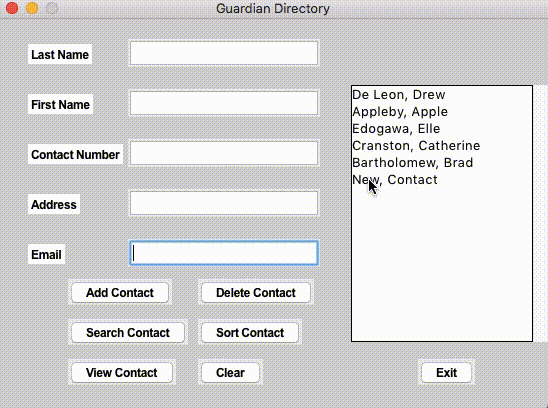 Guardian Directory
Last Name
First Name
Contact Number
Address
Email
De Leon, Drew
Appleby, Apple
Edogawa, Elle
Cranston, Catherine
Bartholomew, Brad
New, Contact
Add Contact
Delete Contact
Search Contact
Sort Contact
View Contact
Clear
Exit